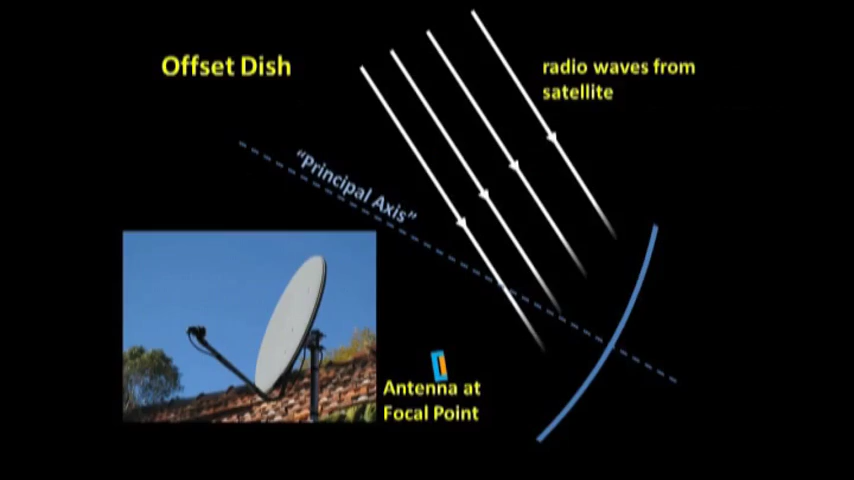 Offset Dish
radio waves from
satellite
“Principal Axis”
Antenna at
Focal Point